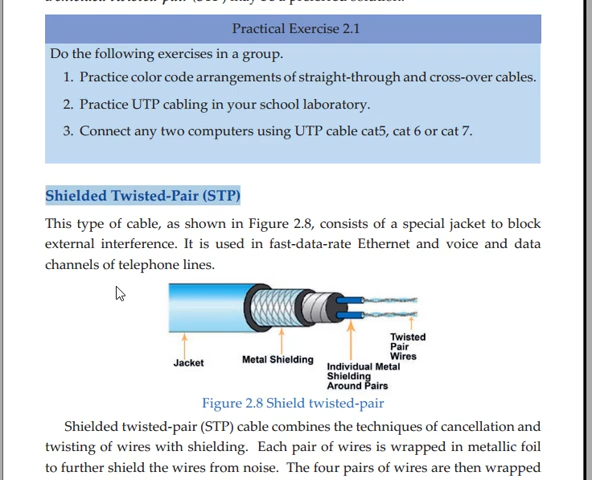 (STP) may be a preferred solution.
Practical Exercise 2.1
Do the following exercises in a group.
1. Practice color code arrangements of straight-through and cross-over cables.
2. Practice UTP cabling in your school laboratory.
3. Connect any two computers using UTP cable cat5, cat 6 or cat 7.
Shielded Twisted-Pair (STP)
This type of cable, as shown in Figure 2.8, consists of a special jacket to block
external interference. It is used in fast-data-rate Ethernet and voice and data
channels of telephone lines.
Jacket
Metal Shielding
Individual Metal
Shielding
Around Pairs
Twisted
Pair
Wires
Figure 2.8 Shield twisted-pair
Shielded twisted-pair (STP) cable combines the techniques of cancellation and
twisting of wires with shielding. Each pair of wires is wrapped in metallic foil
to further shield the wires from noise. The four pairs of wires are then wrapped